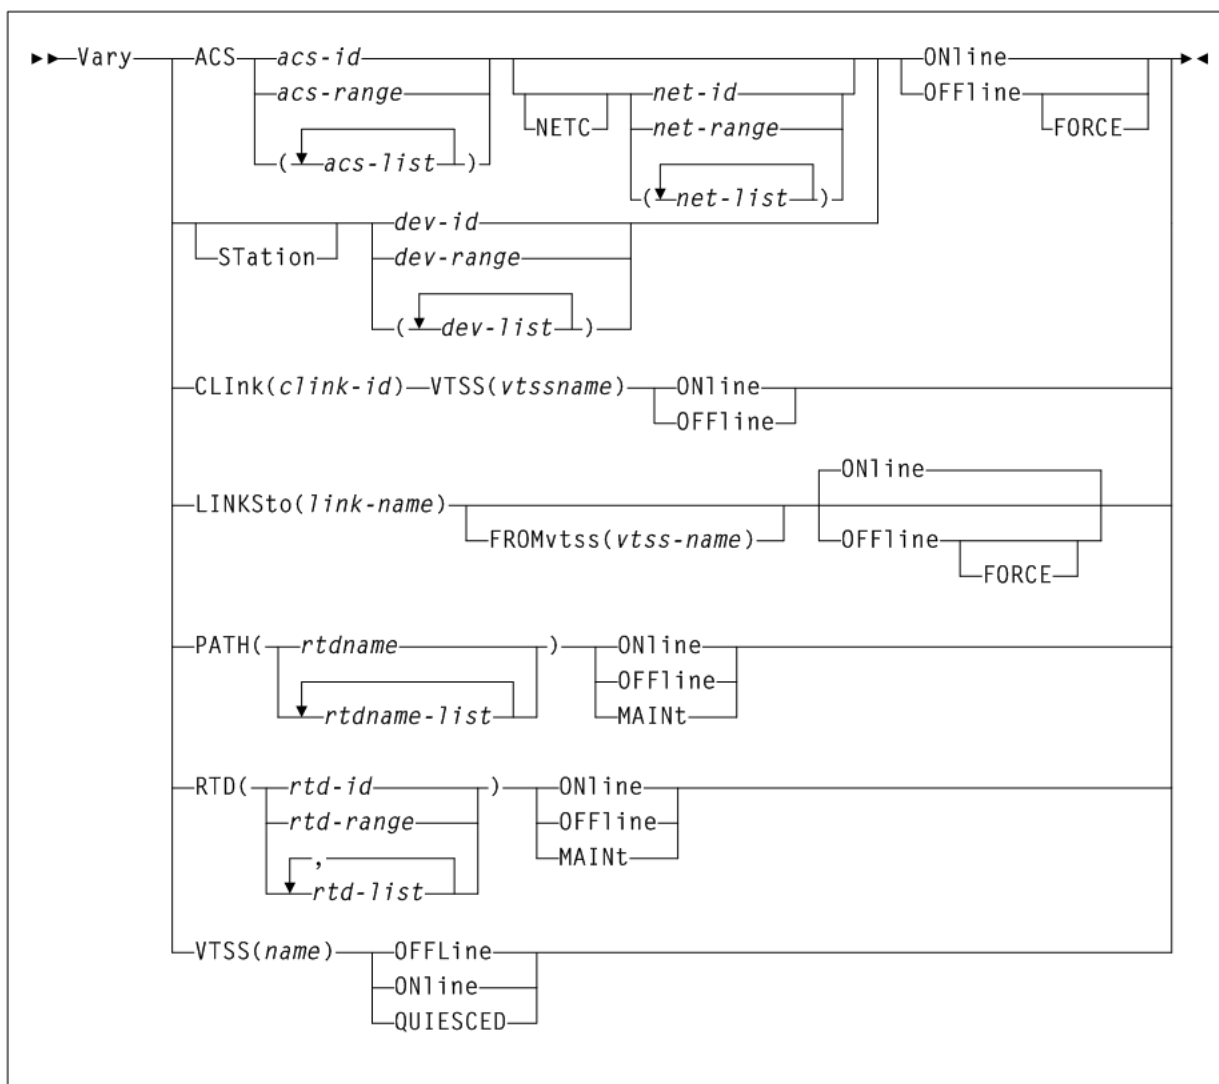 Vary ACS acs-id ONline
acs-range net-id OFFline
NETC net-range FORCE
(acs-list)
(net-list)
dev-id
STation dev-range
(dev-list)
CLInk(clink-id) VTSS(vtssname) ONline
OFFline
ONline
LINKSto(link-name)
FROMvtss(vtss-name) OFFline
FORCE
PATH( rtdname ) ONline
OFFline
rtdname-list MAINt
RTD( rtd-id ) ONline
rtd-range OFFline
, MAINt
rtd-list
VTSS(name) OFFLine
ONline
QUIESCED